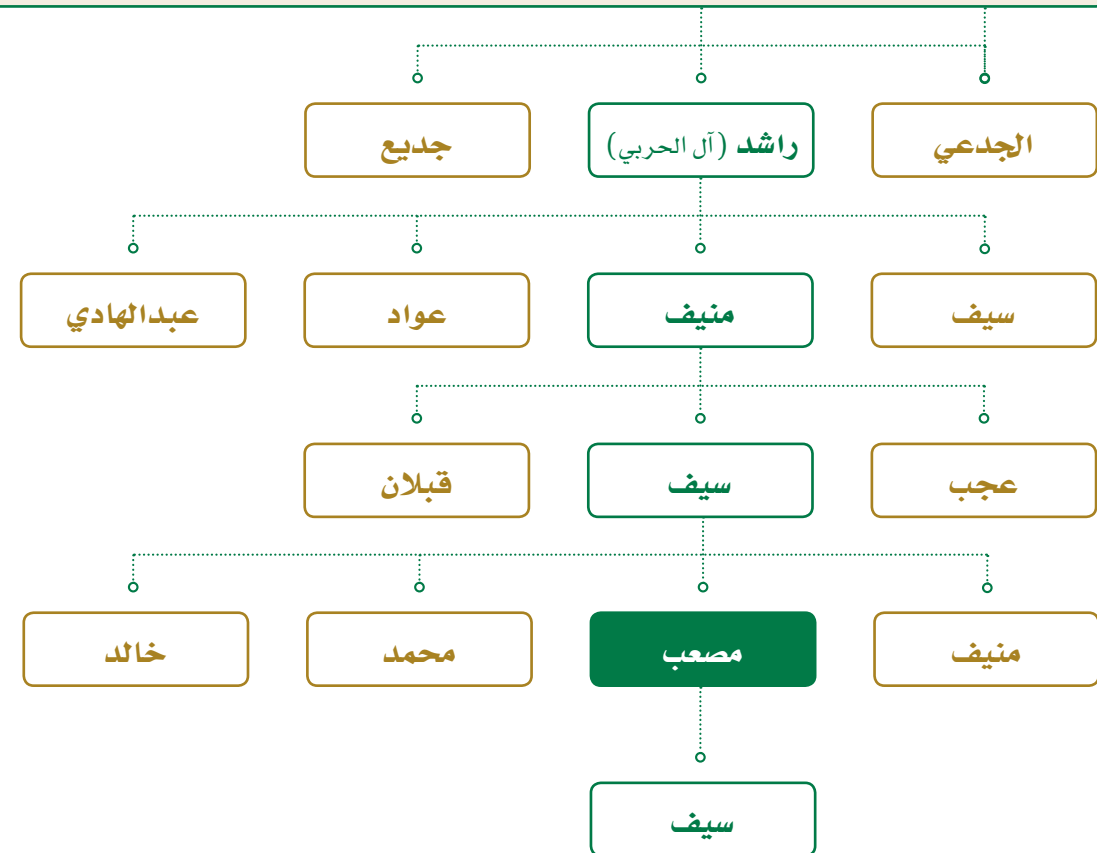 الجدعي
راشد (آل الحربي)
جديع
سيف
منيف
عواد
عبدالهادي
عجب
سيف
قبلان
منيف
مصعب
محمد
خالد
سيف